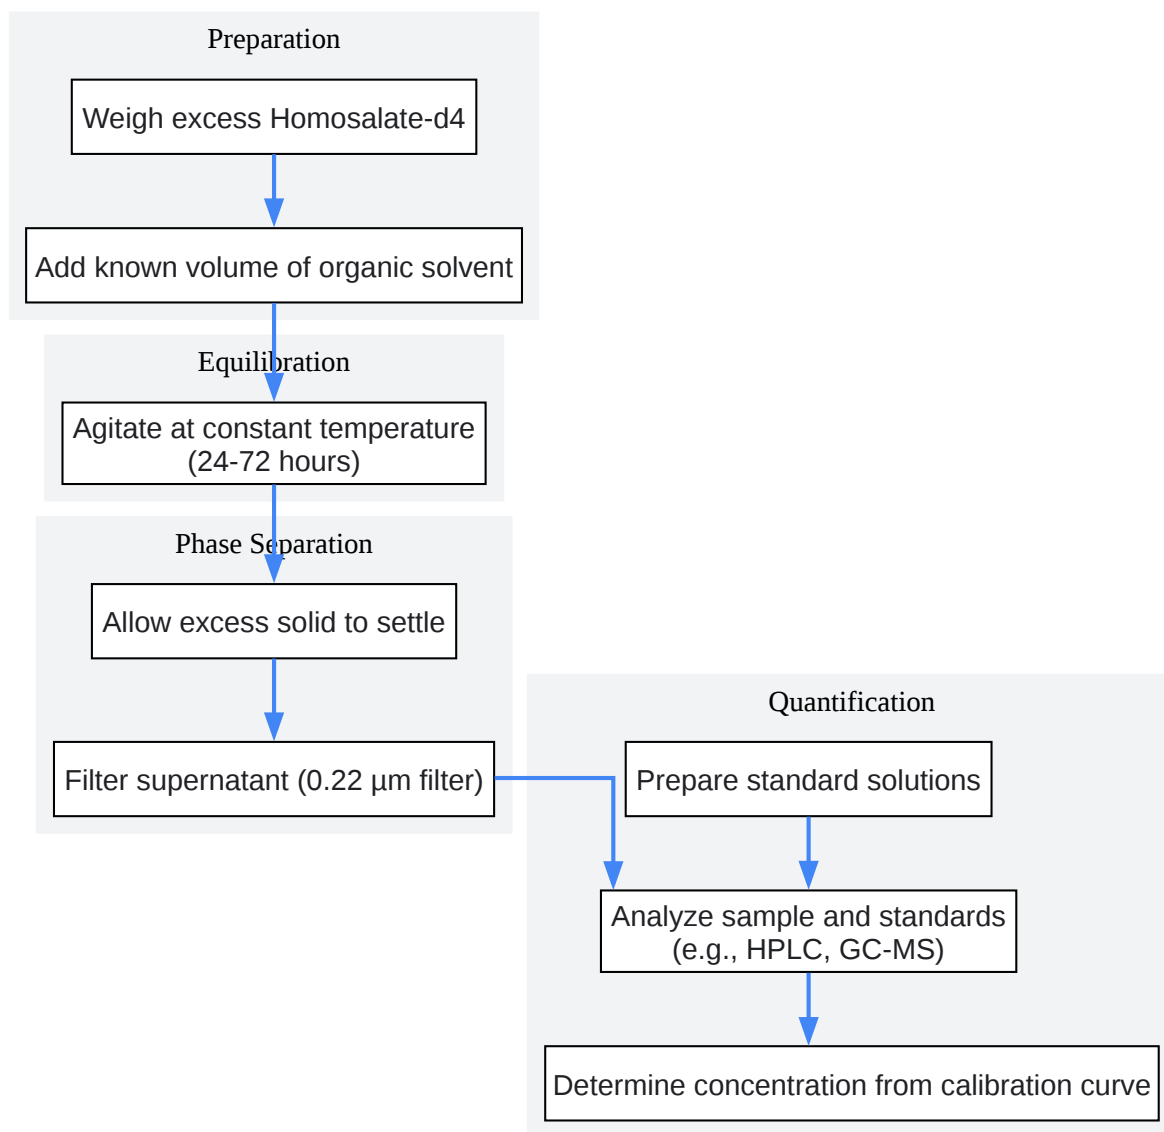 Preparation
Weigh excess Homosalate-d4
Add known volume of organic solvent
Equilibration
Agitate at constant temperature
(24-72 hours)
Phase Separation
Allow excess solid to settle
Filter supernatant (0.22 µm filter)
Quantification
Prepare standard solutions
Analyze sample and standards
(e.g., HPLC, GC-MS)
Determine concentration from calibration curve